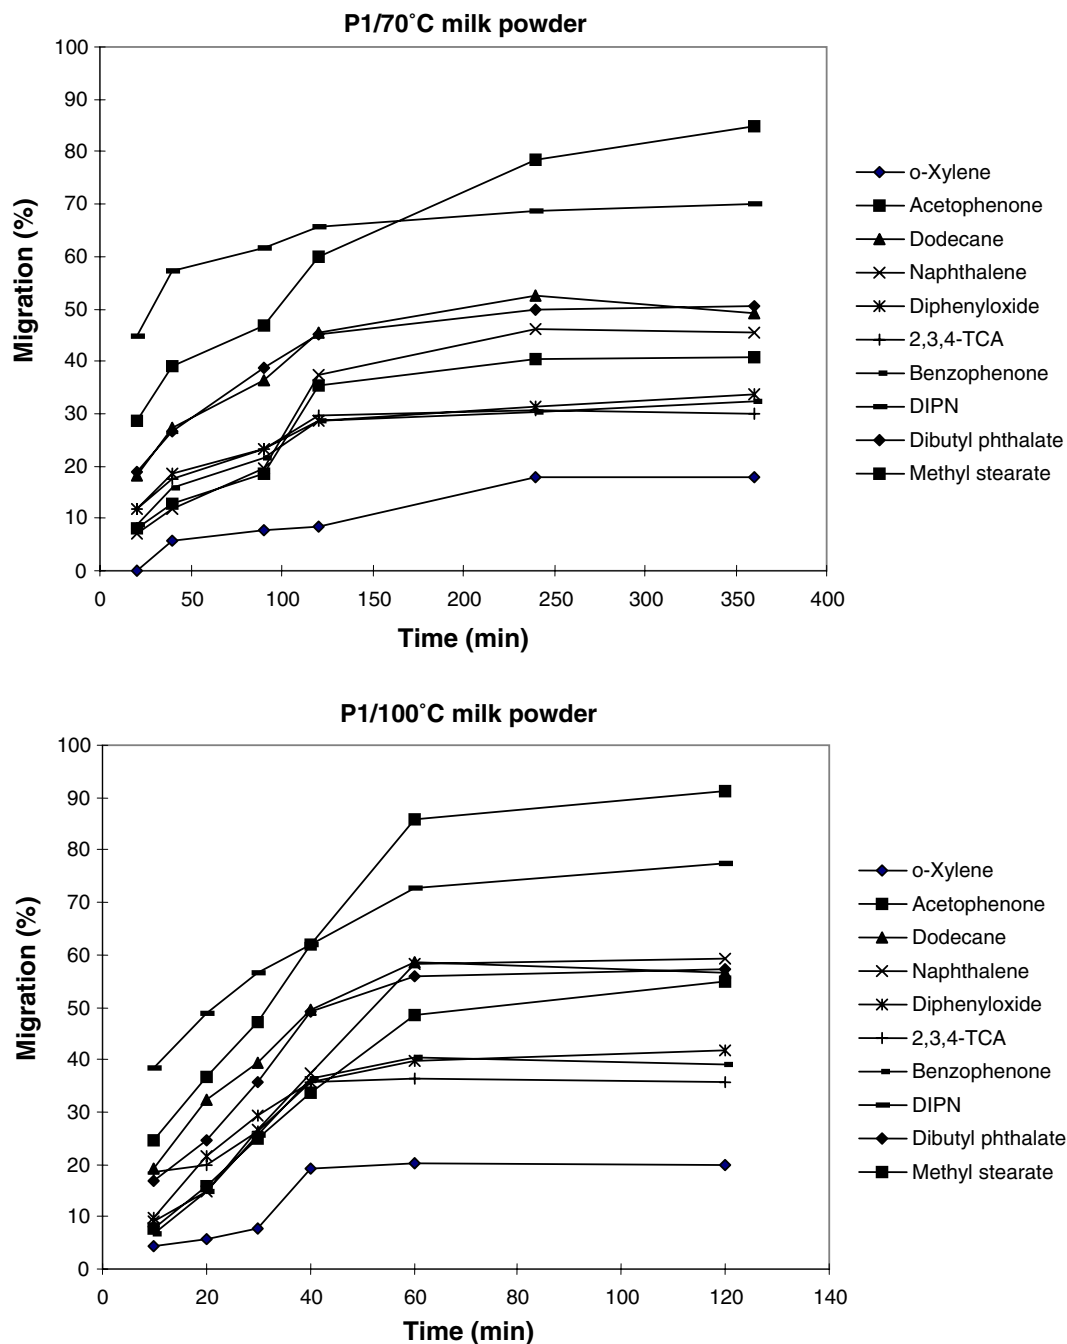 P1/70˚C milk powder
100
90
80
70
60
50
40
30
20
10
0
Migration (%)
0 50 100 150 200 250 300 350 400
Time (min)
o-Xylene
Acetophenone
Dodecane
Naphthalene
Diphenyloxide
2,3,4-TCA
Benzophenone
DIPN
Dibutyl phthalate
Methyl stearate
P1/100˚C milk powder
100
90
80
70
60
50
40
30
20
10
0
Migration (%)
0 20 40 60 80 100 120 140
Time (min)
o-Xylene
Acetophenone
Dodecane
Naphthalene
Diphenyloxide
2,3,4-TCA
Benzophenone
DIPN
Dibutyl phthalate
Methyl stearate